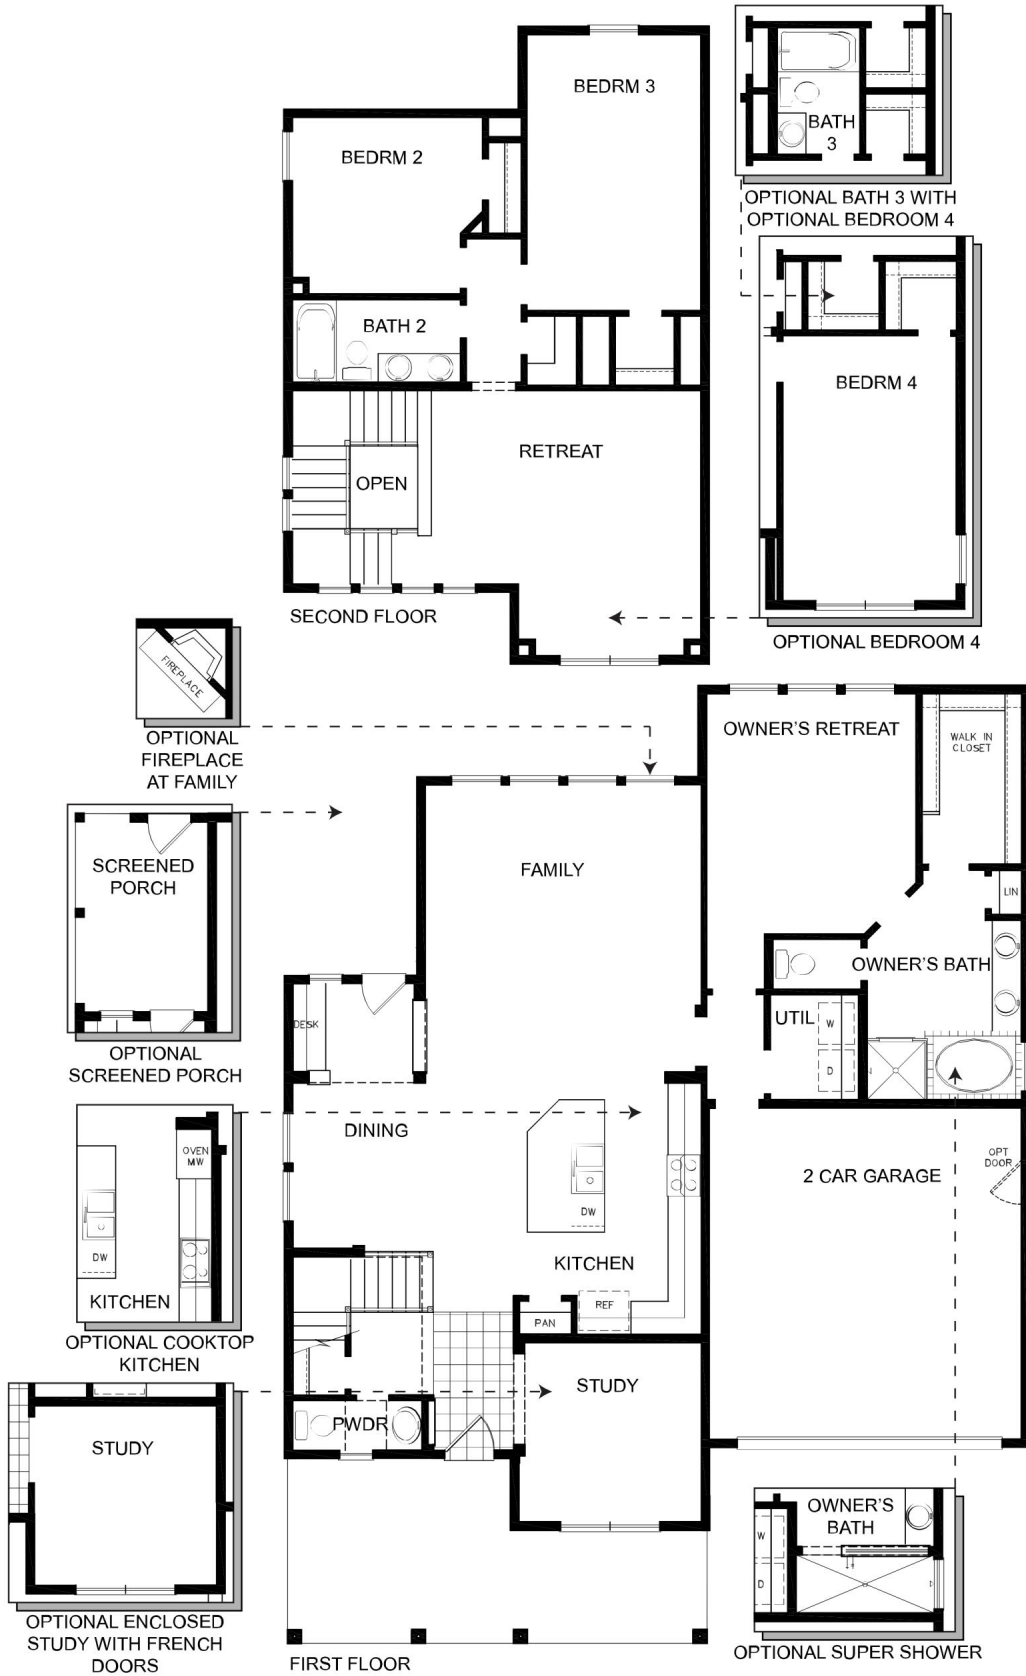 BEDRM 3
BEDRM 2
BATH
3
OPTIONAL BATH 3 WITH
OPTIONAL BEDROOM 4
BATH 2
BEDRM 4
RETREAT
OPEN
SECOND FLOOR
OPTIONAL BEDROOM 4
FIREPLACE
OPTIONAL
FIREPLACE
AT FAMILY
OWNER'S RETREAT
WALK IN
CLOSET
SCREENED
PORCH
FAMILY
LIN
OWNER'S BATH
DESK
UTIL
W
D
OPTIONAL
SCREENED PORCH
DINING
OVEN
MW
DW
KITCHEN
OPTIONAL COOKTOP
KITCHEN
DW
KITCHEN
2 CAR GARAGE
OPT
DOOR
REF
PAN
STUDY
PWDR
STUDY
OPTIONAL ENCLOSED
STUDY WITH FRENCH
DOORS
OWNER'S
BATH
W
D
OPTIONAL SUPER SHOWER
FIRST FLOOR